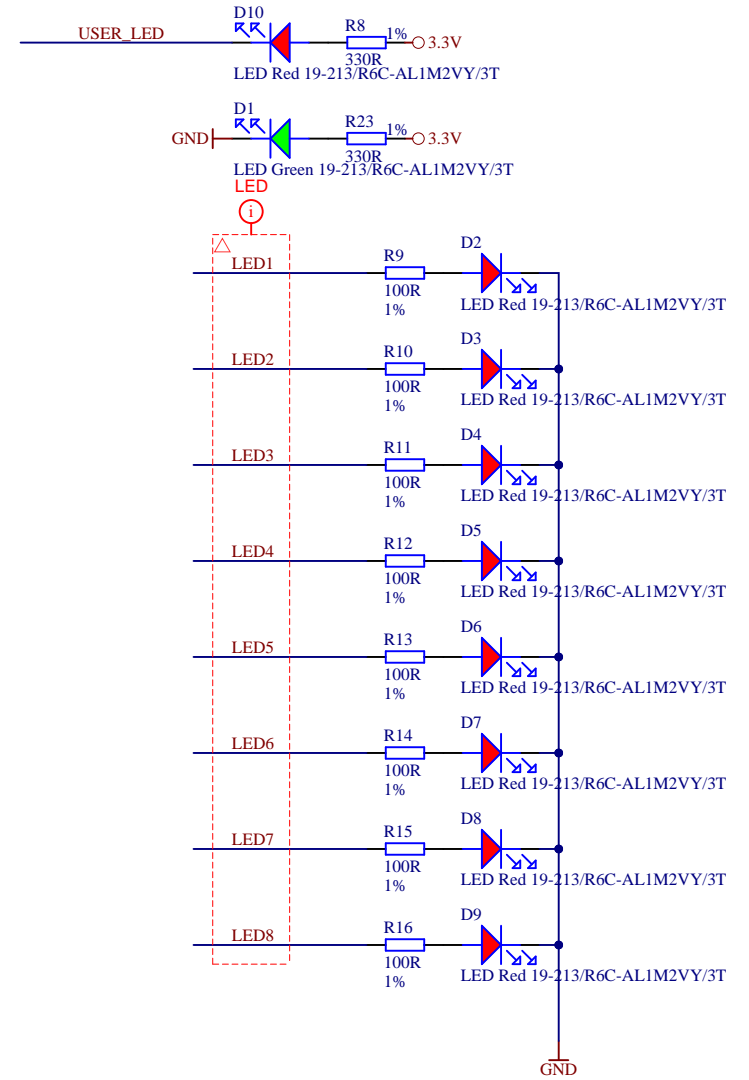 D10
USER_LED
R8
1%
3.3V
330R
LED Red 19-213/R6C-AL1M2VY/3T
D1
R23
1%
GND
3.3V
330R
LED Green 19-213/R6C-AL1M2VY/3T
LED
i
LED1
R9
100R
1%
D2
LED Red 19-213/R6C-AL1M2VY/3T
LED2
R10
100R
1%
D3
LED Red 19-213/R6C-AL1M2VY/3T
LED3
R11
100R
1%
D4
LED Red 19-213/R6C-AL1M2VY/3T
LED4
R12
100R
1%
D5
LED Red 19-213/R6C-AL1M2VY/3T
LED5
R13
100R
1%
D6
LED Red 19-213/R6C-AL1M2VY/3T
LED6
R14
100R
1%
D7
LED Red 19-213/R6C-AL1M2VY/3T
LED7
R15
100R
1%
D8
LED Red 19-213/R6C-AL1M2VY/3T
LED8
R16
100R
1%
D9
LED Red 19-213/R6C-AL1M2VY/3T
GND